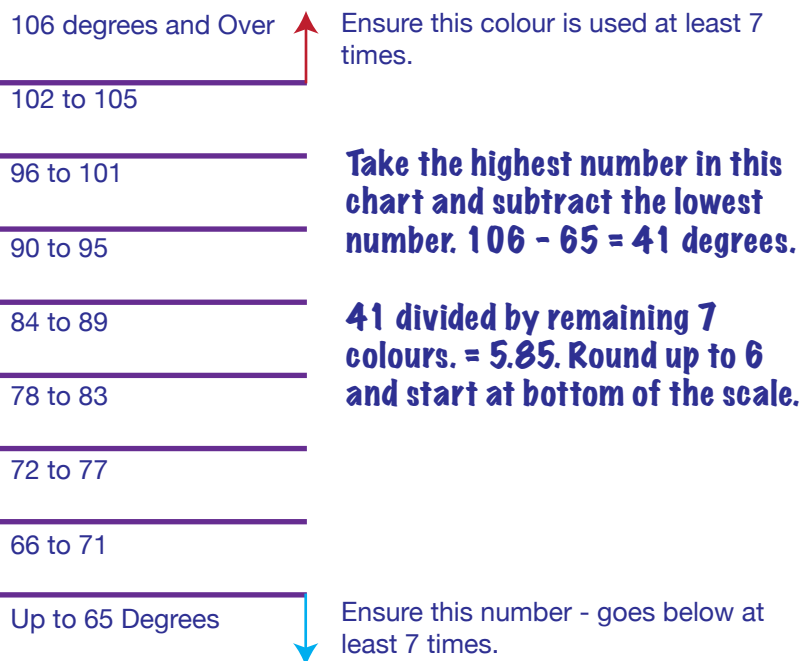 106 degrees and Over
Ensure this colour is used at least 7
times.
102 to 105
96 to 101
Take the highest number in this
chart and subtract the lowest
number. 106 - 65 = 41 degrees.
90 to 95
84 to 89
41 divided by remaining 7
colours. = 5.85. Round up to 6
and start at bottom of the scale.
78 to 83
72 to 77
66 to 71
Up to 65 Degrees
Ensure this number - goes below at
least 7 times.